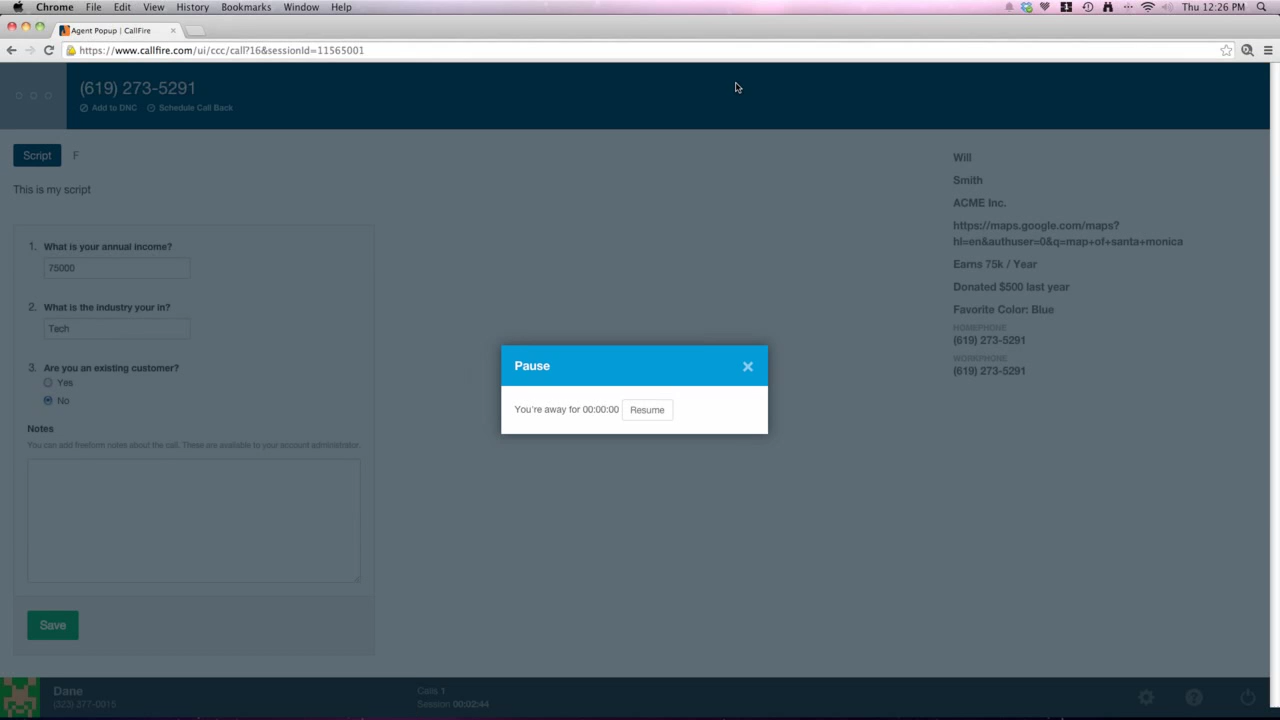 Chrome File Edit View History Bookmarks Window Help Thu 12:26 PM
Agent Popup | CallFire
https://www.callfire.com/ui/ccc/call?16&sessionId=11565001
(619) 273-5291
Add to DNC Schedule Call Back
Script F
This is my script
1. What is your annual income?
75000
2. What is the industry your in?
Tech
3. Are you an existing customer?
Yes
No
Notes
You can add freeform notes about the call. These are available to your account administrator.
Save
Pause
You're away for 00:00:00 Resume
Will
Smith
ACME Inc.
https://maps.google.com/maps?
hl=en&authuser=0&q=map+of+santa+monica
Earns 75k / Year
Donated $500 last year
Favorite Color: Blue
HOMEPHONE
(619) 273-5291
WORKPHONE
(619) 273-5291
Dane
(323) 377-0015
Calls 1
Session 00:02:44